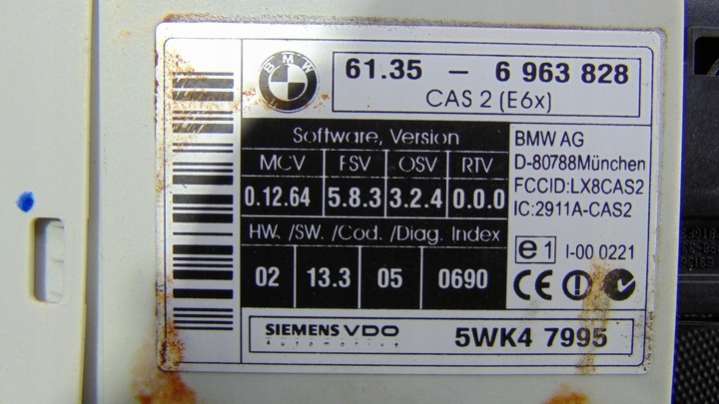 BMW
61.35 – 6 963 828
CAS 2 (E6x)
Software, Version
MCV FSV OSV RTV
0.12.64 5.8.3 3.2.4 0.0.0
HW. /SW. /Cod. /Diag. Index
02 13.3 05 0690
BMW AG
D-80788München
FCCID:LX8CAS2
IC:2911A-CAS2
e1 I-00 0221
CE
SIEMENS VDO
Automotive
5WK4 7995